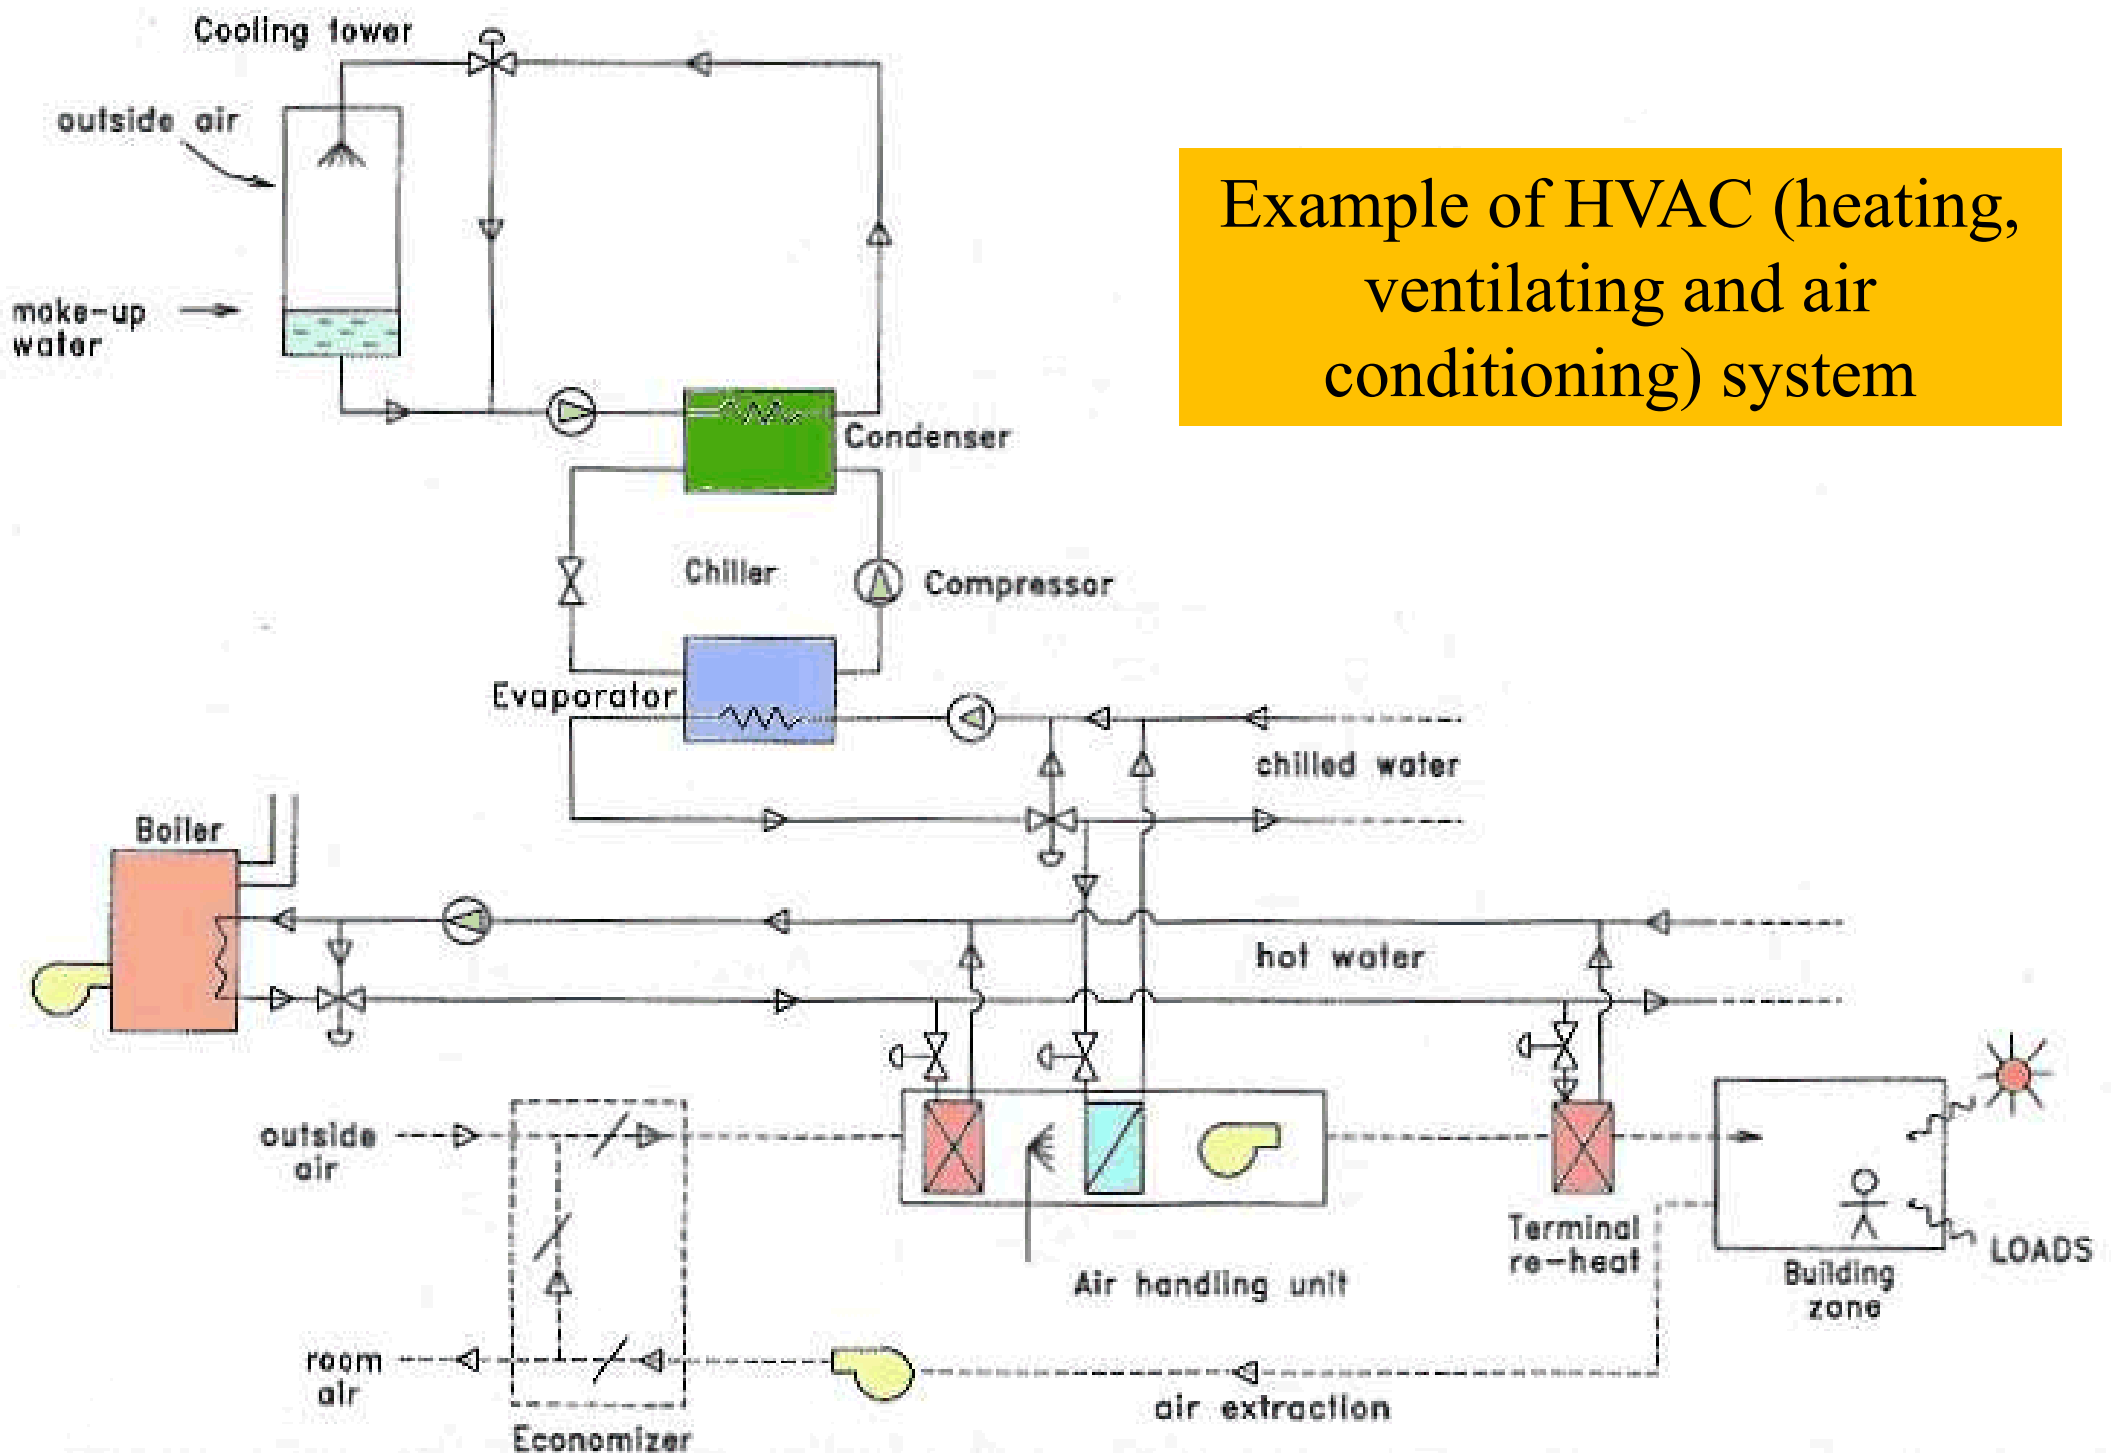 Cooling tower
outside air
make-up
water
Example of HVAC (heating,
ventilating and air
conditioning) system
Condenser
Chiller
Compressor
Evaporator
chilled water
Boiler
hot water
outside
air
Terminal
re-heat
LOADS
Building
zone
Air handling unit
room
air
air extraction
Economizer